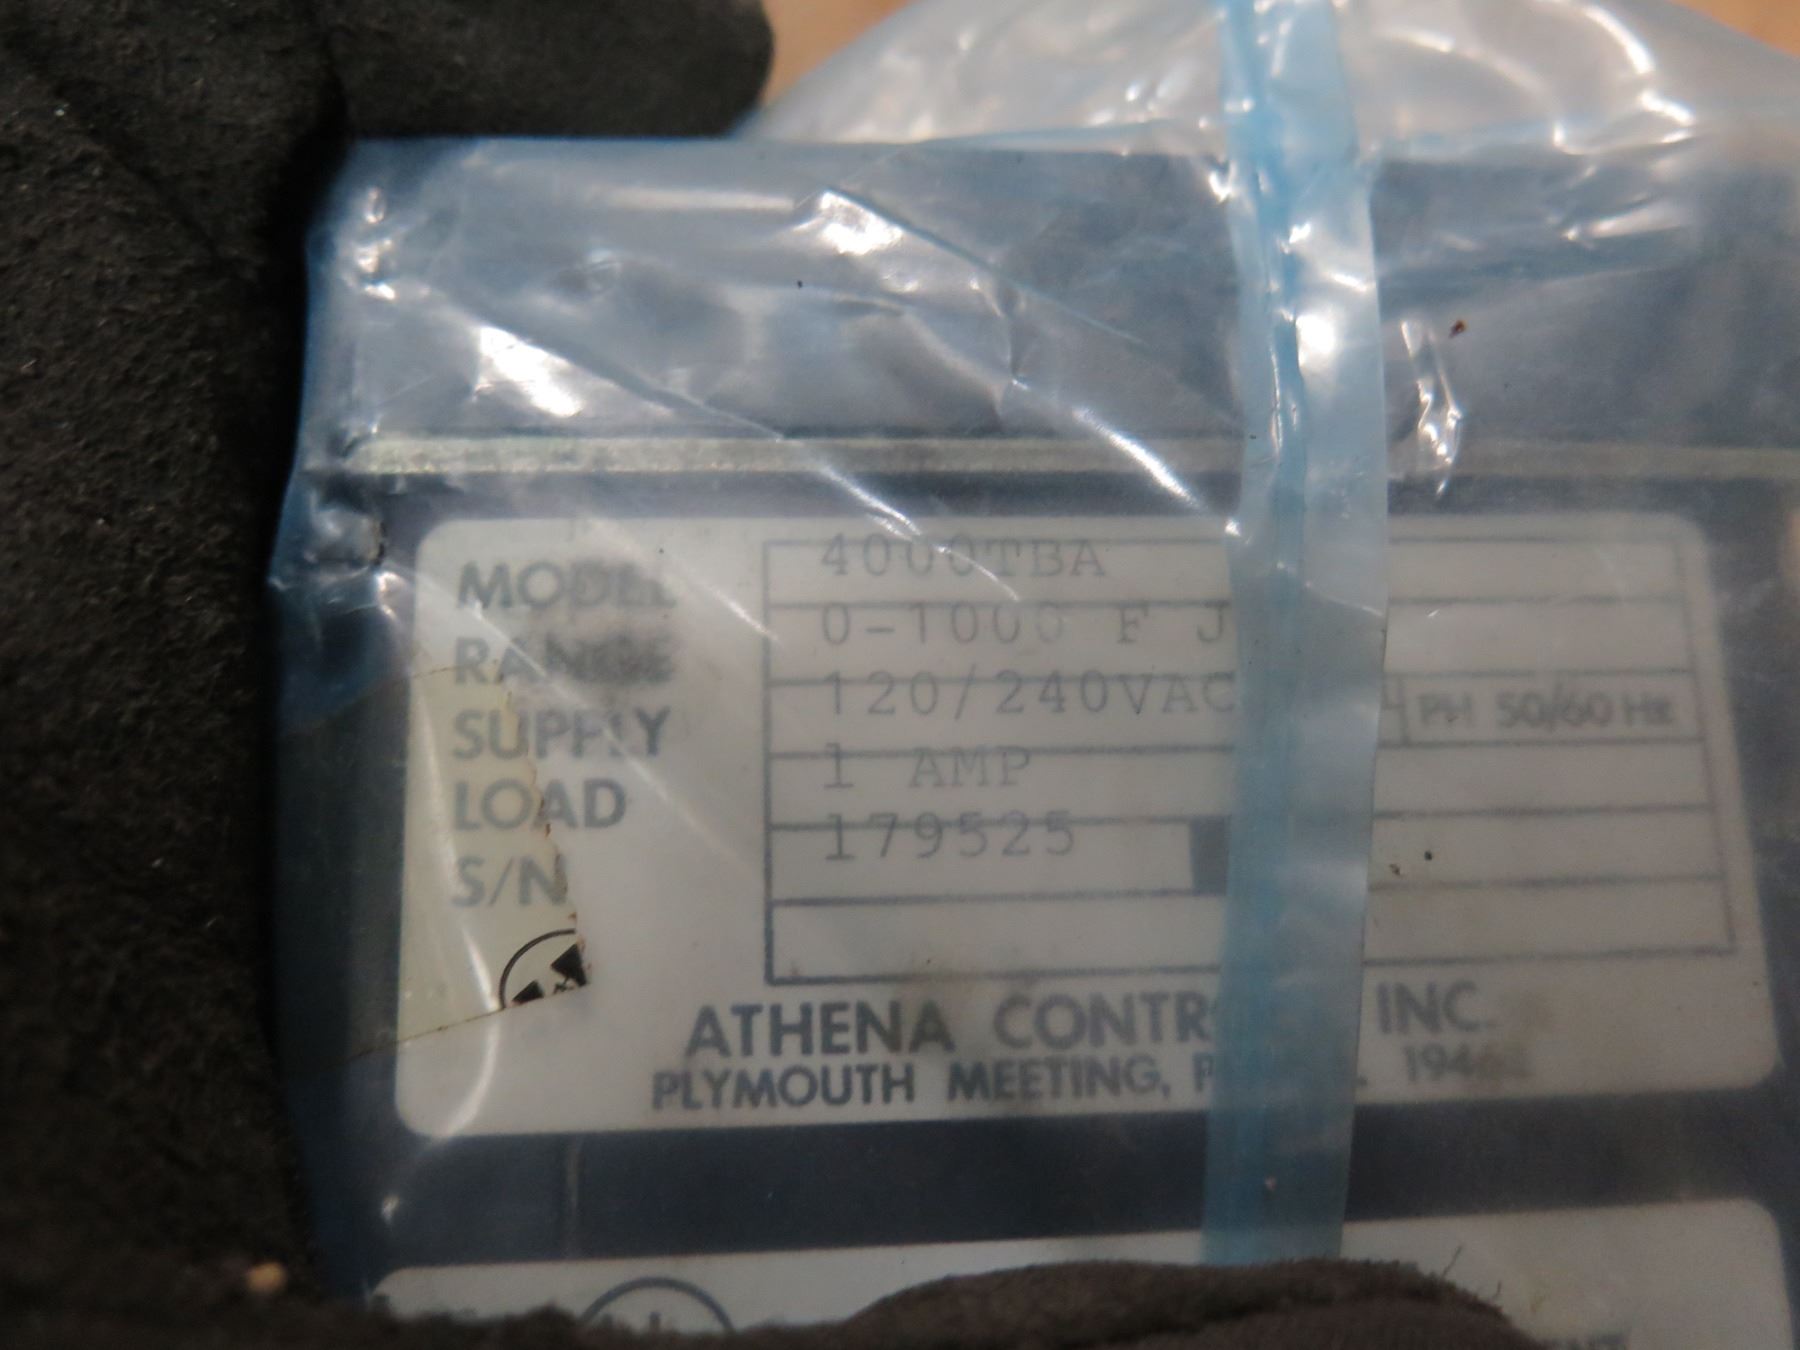 MODEL 4000TBA
RANGE 0-1000 F J
SUPPLY 120/240VAC PH 50/60 Hz
LOAD 1 AMP
S/N 179525
ATHENA INC.
PLYMOUTH MEETING,